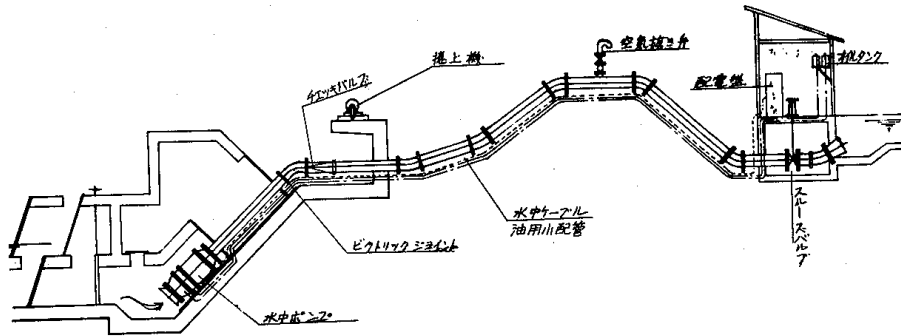 空気抜き弁
捲上機
オイルタンク
チェッキバルブ
配電盤
水中ケーブル
油用小配管
スルースバルブ
ビクトリックジョイント
水中ポンプ